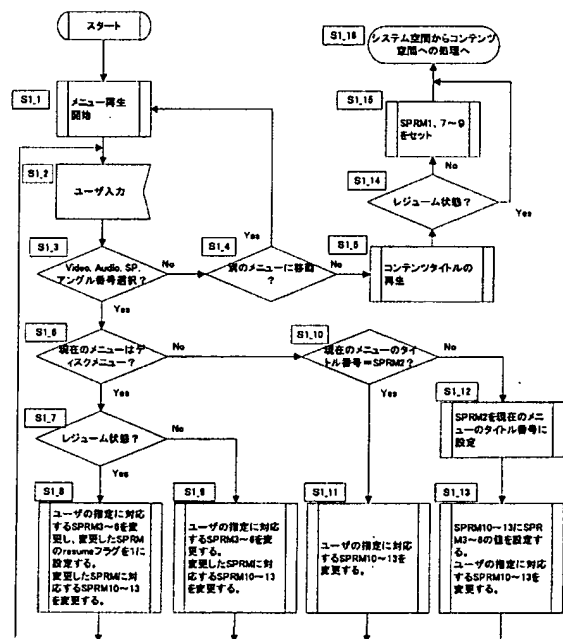 スタート
S1_1
メニュー再生
開始
S1_2
ユーザ入力
S1_3
Video、Audio、SP、
アングル番号選択？
No
Yes
S1_4
別のメニューに移動
？
Yes
No
S1_5
コンテンツタイトルの
再生
S1_14
レジューム状態？
No
Yes
S1_15
SPRM1、7～9
をセット
S1_16
システム空間からコンテンツ
空間への処理へ
S1_6
現在のメニューはデ
ィスクメニュー？
No
Yes
S1_7
レジューム状態？
No
Yes
S1_10
現在のメニューのタイ
トル番号＝SPRM2？
No
Yes
S1_12
SPRM2を現在のメニュ
ーのタイトル番号に
設定
S1_8
ユーザの指定に対応
するSPRM3～6を変
更し、変更したSPRM
のresumeフラグを1に
設定する。
変更したSPRMに対
応するSPRM10～13
を変更する。
S1_9
ユーザの指定に対応
するSPRM3～6を変
更する。
変更したSPRMに対
応するSPRM10～13
を変更する。
S1_11
ユーザの指定に対応
するSPRM10～13を
変更する。
S1_13
SPRM10～13にSPR
M3～6の値を設定す
る。
ユーザの指定に対応
するSPRM10～13を
変更する。